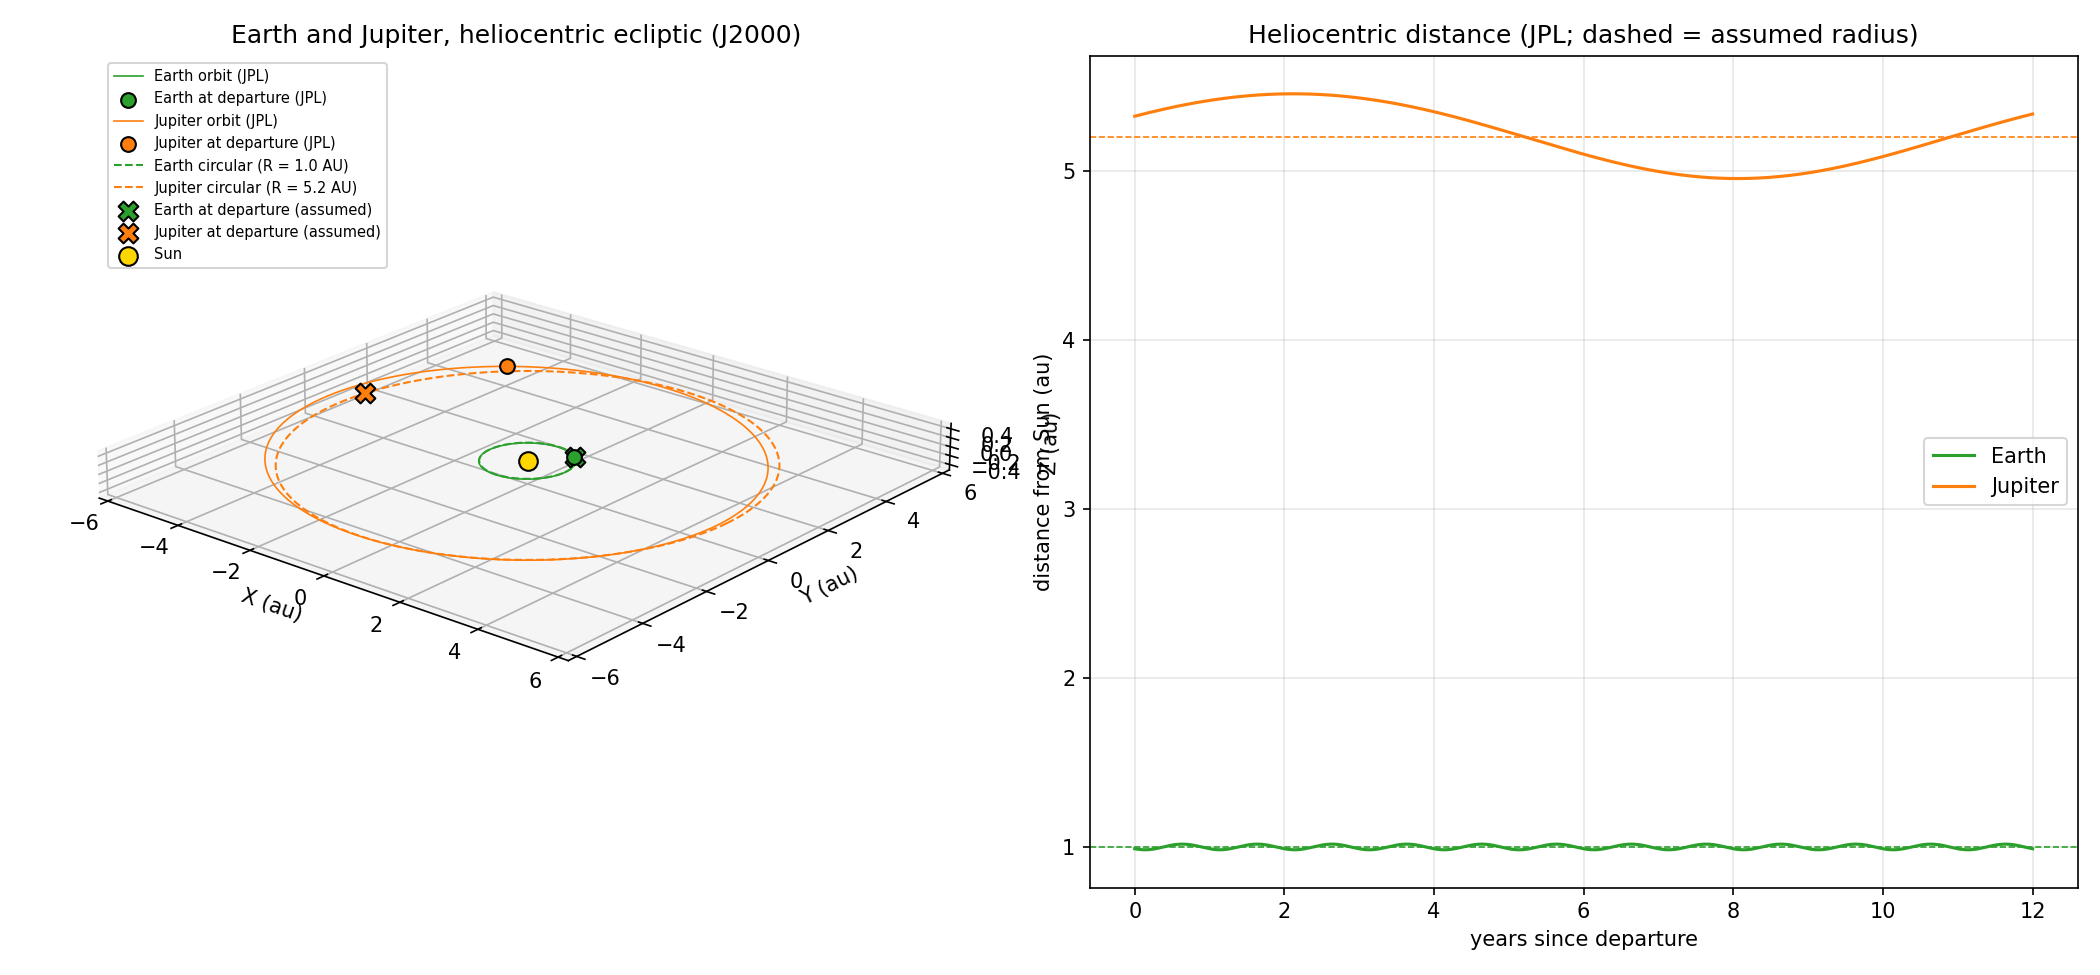 Earth and Jupiter, heliocentric ecliptic (J2000)
Earth orbit (JPL)
Earth at departure (JPL)
Jupiter orbit (JPL)
Jupiter at departure (JPL)
Earth circular (R = 1.0 AU)
Jupiter circular (R = 5.2 AU)
Earth at departure (assumed)
Jupiter at departure (assumed)
Sun
−6
−4
−2
0
2
4
6
X (au)
−6
−4
−2
0
2
4
6
Y (au)
0.4
0.2
0.0
−0.2
−0.4
Z (au)
Heliocentric distance (JPL; dashed = assumed radius)
distance from Sun (au)
5
4
3
2
1
Earth
Jupiter
0
2
4
6
8
10
12
years since departure